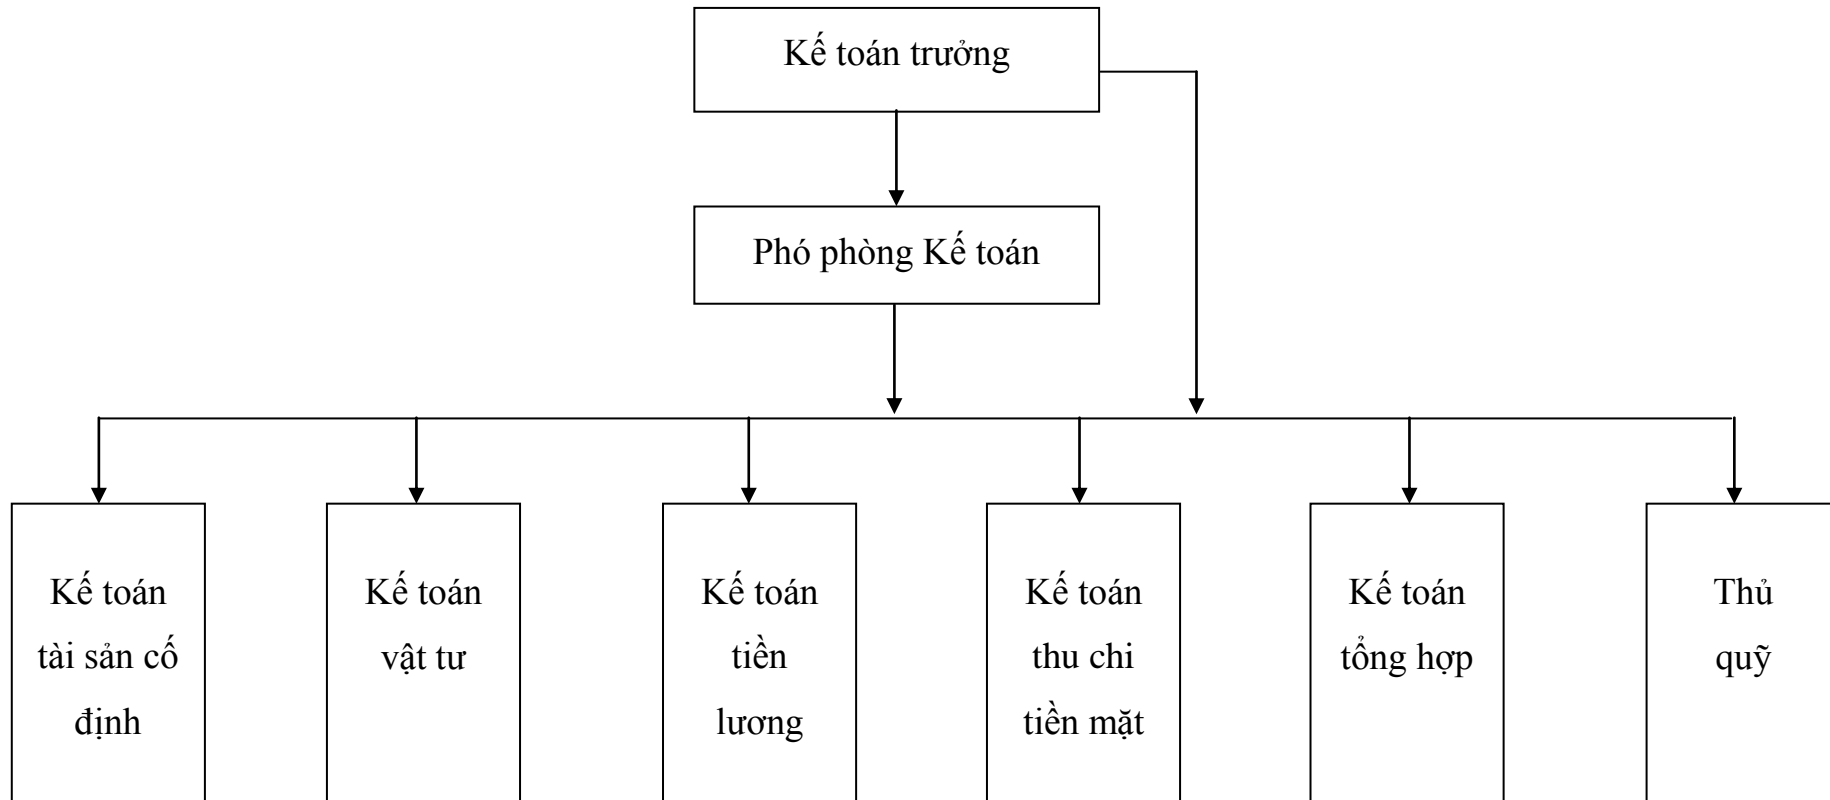 Kế toán trưởng
Phó phòng Kế toán
Kế toán
tài sản cố
định
Kế toán
vật tư
Kế toán
tiền
lương
Kế toán
thu chi
tiền mặt
Kế toán
tổng hợp
Thủ
quỹ